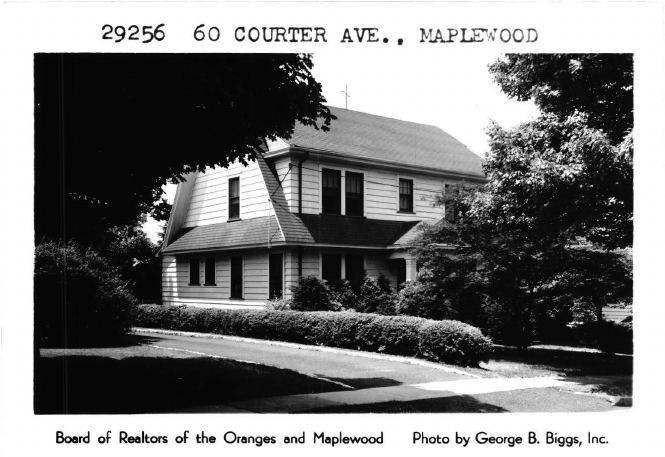 29256 60 COURTER AVE., MAPLEWOOD
Board of Realtors of the Oranges and Maplewood Photo by George B. Biggs, Inc.